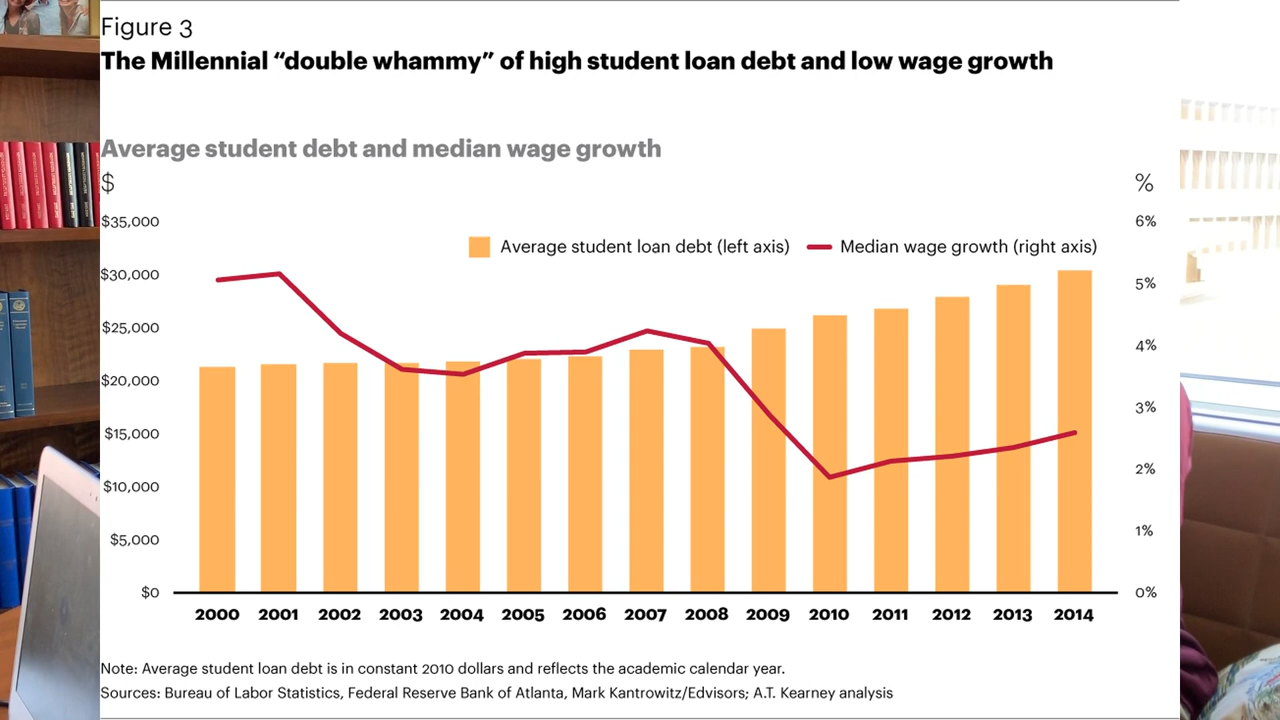 Figure 3
The Millennial “double whammy” of high student loan debt and low wage growth
Average student debt and median wage growth
$ %
$35,000 6%
Average student loan debt (left axis) Median wage growth (right axis)
$30,000 5%
$25,000 4%
$20,000
$15,000 3%
$10,000 2%
$5,000 1%
$0 0%
2000 2001 2002 2003 2004 2005 2006 2007 2008 2009 2010 2011 2012 2013 2014
Note: Average student loan debt is in constant 2010 dollars and reflects the academic calendar year.
Sources: Bureau of Labor Statistics, Federal Reserve Bank of Atlanta, Mark Kantrowitz/Edvisors; A.T. Kearney analysis